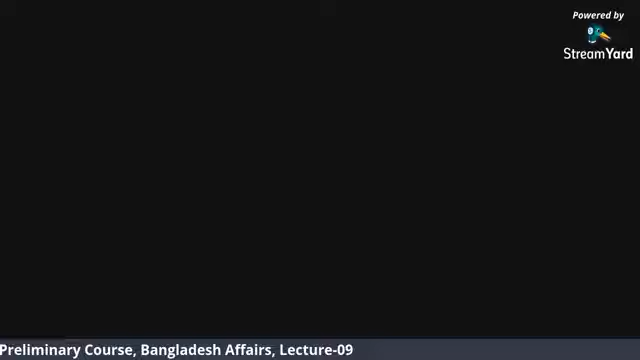 Powered by
StreamYard
Preliminary Course, Bangladesh Affairs, Lecture-09